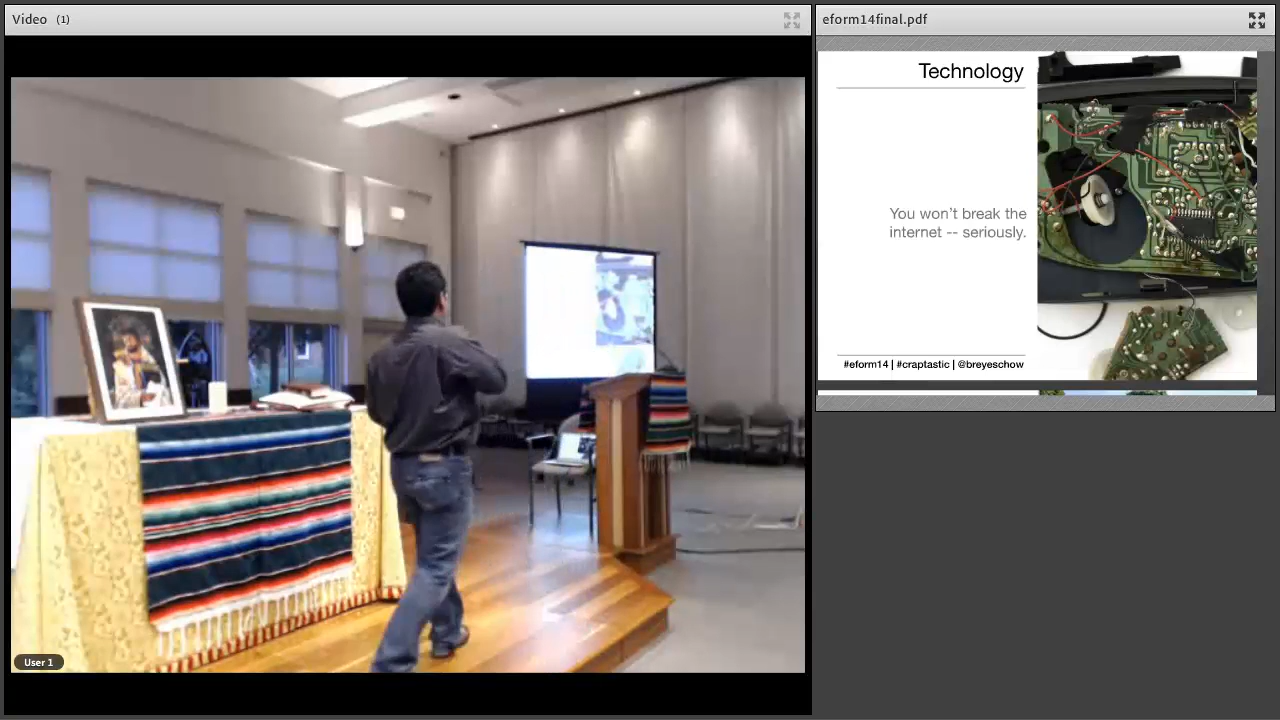 Video (1)
User 1
eform14final.pdf
Technology
You won't break the
internet -- seriously.
#eform14 | #craptastic | @breyeschow